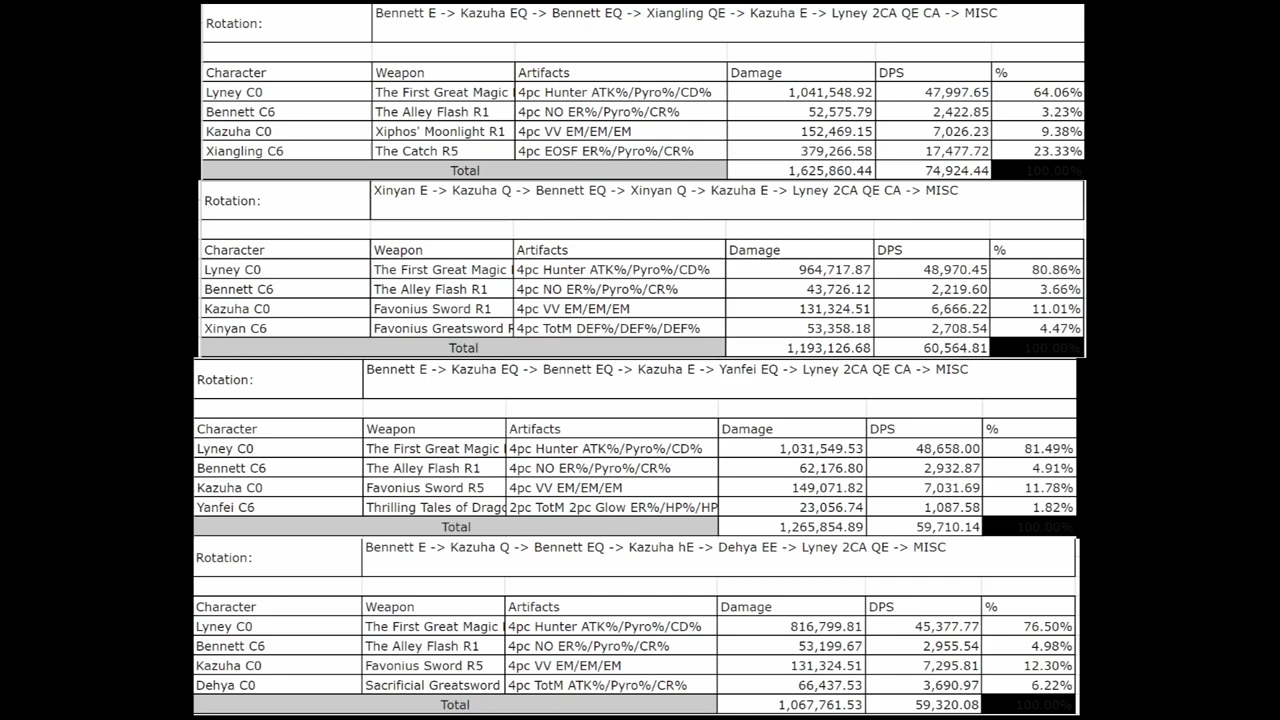 Rotation: Bennett E -> Kazuha EQ -> Bennett EQ -> Xiangling QE -> Kazuha E -> Lyney 2CA QE CA -> MISC
Character Weapon Artifacts Damage DPS %
Lyney C0 The First Great Magic 4pc Hunter ATK%/Pyro%/CD% 1,041,548.92 47,997.65 64.06%
Bennett C6 The Alley Flash R1 4pc NO ER%/Pyro%/CR% 52,575.79 2,422.85 3.23%
Kazuha C0 Xiphos' Moonlight R1 4pc VV EM/EM/EM 152,469.15 7,026.23 9.38%
Xiangling C6 The Catch R5 4pc EOSF ER%/Pyro%/CR% 379,266.58 17,477.72 23.33%
Total 1,625,860.44 74,924.44 100.00%
Rotation: Xinyan E -> Kazuha Q -> Bennett EQ -> Xinyan Q -> Kazuha E -> Lyney 2CA QE CA -> MISC
Character Weapon Artifacts Damage DPS %
Lyney C0 The First Great Magic 4pc Hunter ATK%/Pyro%/CD% 964,717.87 48,970.45 80.86%
Bennett C6 The Alley Flash R1 4pc NO ER%/Pyro%/CR% 43,726.12 2,219.60 3.66%
Kazuha C0 Favonius Sword R1 4pc VV EM/EM/EM 131,324.51 6,666.22 11.01%
Xinyan C6 Favonius Greatsword 4pc TotM DEF%/DEF%/DEF% 53,358.18 2,708.54 4.47%
Total 1,193,126.68 60,564.81 100.00%
Rotation: Bennett E -> Kazuha EQ -> Bennett EQ -> Kazuha E -> Yanfei EQ -> Lyney 2CA QE CA -> MISC
Character Weapon Artifacts Damage DPS %
Lyney C0 The First Great Magic 4pc Hunter ATK%/Pyro%/CD% 1,031,549.53 48,658.00 81.49%
Bennett C6 The Alley Flash R1 4pc NO ER%/Pyro%/CR% 62,176.80 2,932.87 4.91%
Kazuha C0 Favonius Sword R5 4pc VV EM/EM/EM 149,071.82 7,031.69 11.78%
Yanfei C6 Thrilling Tales of Drag 2pc TotM 2pc Glow ER%/HP%/HP 23,056.74 1,087.58 1.82%
Total 1,265,854.89 59,710.14 100.00%
Rotation: Bennett E -> Kazuha Q -> Bennett EQ -> Kazuha hE -> Dehya EE -> Lyney 2CA QE -> MISC
Character Weapon Artifacts Damage DPS %
Lyney C0 The First Great Magic 4pc Hunter ATK%/Pyro%/CD% 816,799.81 45,377.77 76.50%
Bennett C6 The Alley Flash R1 4pc NO ER%/Pyro%/CR% 53,199.67 2,955.54 4.98%
Kazuha C0 Favonius Sword R5 4pc VV EM/EM/EM 131,324.51 7,295.81 12.30%
Dehya C0 Sacrificial Greatsword 4pc TotM ATK%/Pyro%/CR% 66,437.53 3,690.97 6.22%
Total 1,067,761.53 59,320.08 100.00%